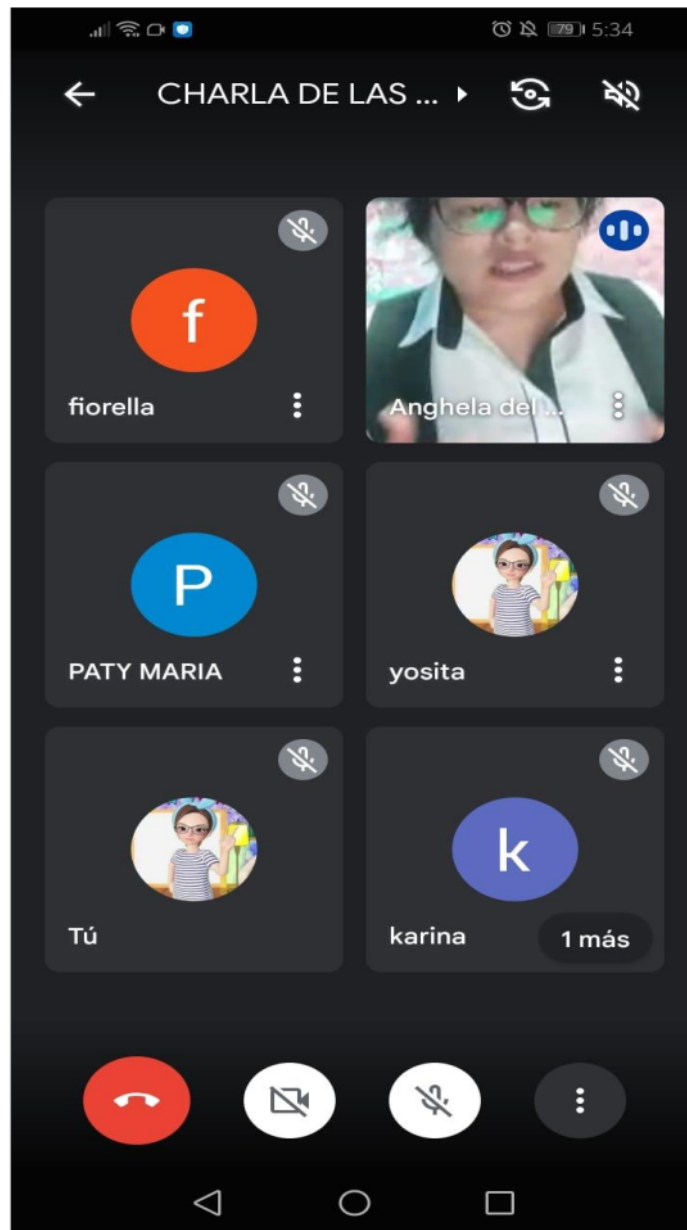 79 5:34
CHARLA DE LAS ...
f
fiorella
Anghela del ...
P
PATY MARIA
yosita
Tú
k
karina
1 más